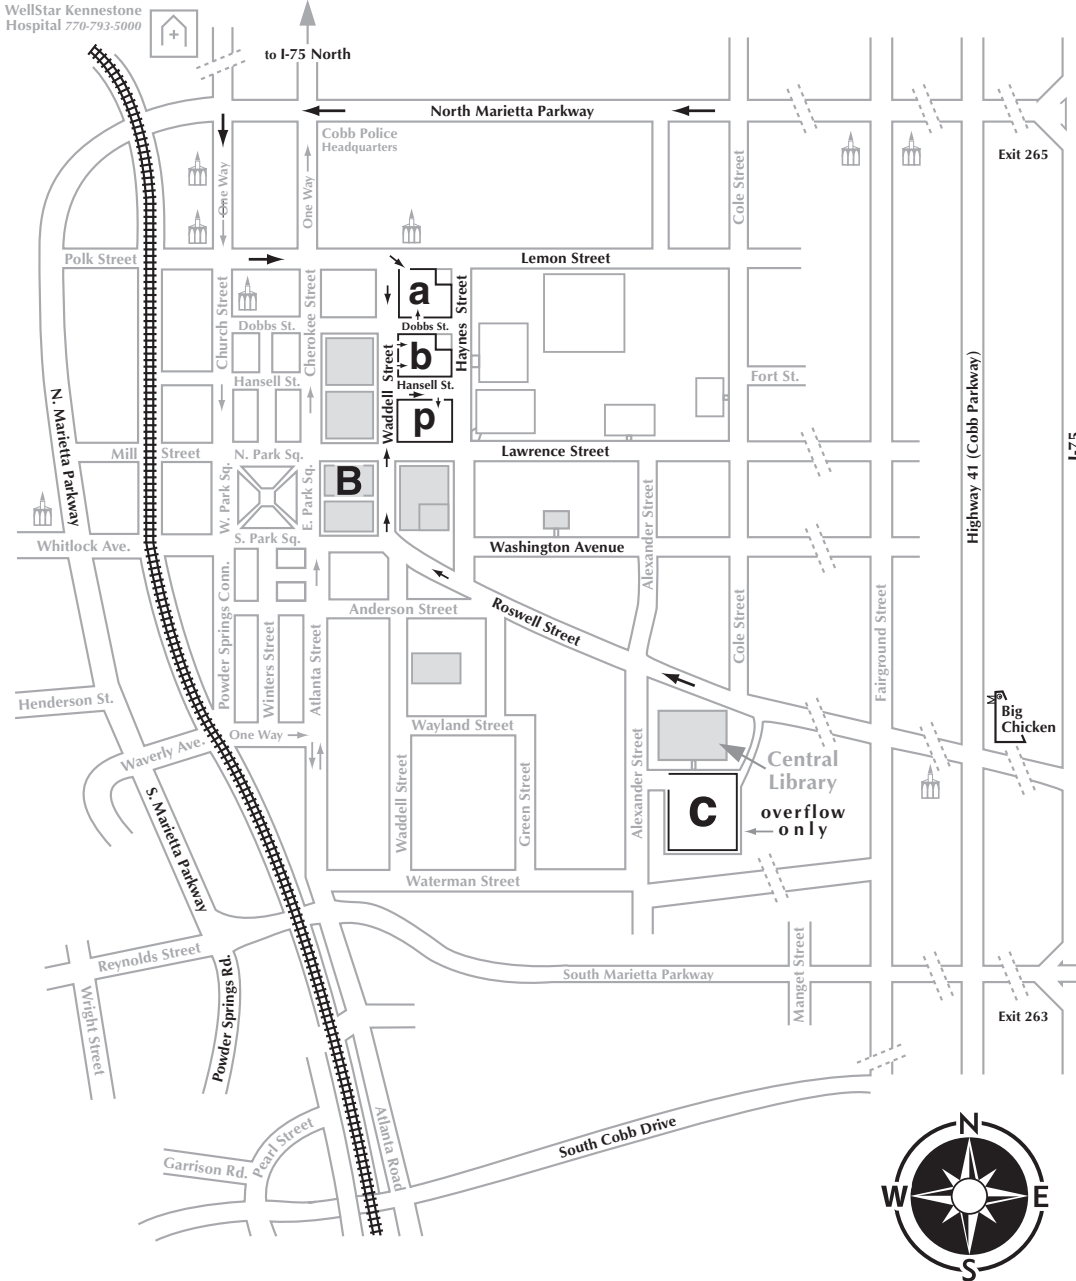 WellStar Kennestone
Hospital 770-793-5000
to I-75 North
North Marietta Parkway
Cobb Police
Headquarters
Exit 265
One Way
One Way
Cole Street
Polk Street
Lemon Street
Church Street
Cherokee Street
a
Haynes Street
Dobbs St.
Dobbs St.
Waddell Street
b
Hansell St.
Hansell St.
Fort St.
p
N. Marietta Parkway
Mill Street
N. Park Sq.
Lawrence Street
Highway 41 (Cobb Parkway)
I-75
W. Park Sq.
E. Park Sq.
B
S. Park Sq.
Whitlock Ave.
Washington Avenue
Alexander Street
Powder Springs Conn.
Winters Street
Atlanta Street
Anderson Street
Roswell Street
Cole Street
Fairground Street
Henderson St.
Big
Chicken
Wayland Street
One Way
Waverly Ave.
Central
Library
Waddell Street
Green Street
Alexander Street
C
overflow
only
S. Marietta Parkway
Waterman Street
Reynolds Street
South Marietta Parkway
Manget Street
Wright Street
Powder Springs Rd.
Exit 263
Atlanta Road
Pearl Street
South Cobb Drive
Garrison Rd.
N
W
E
S